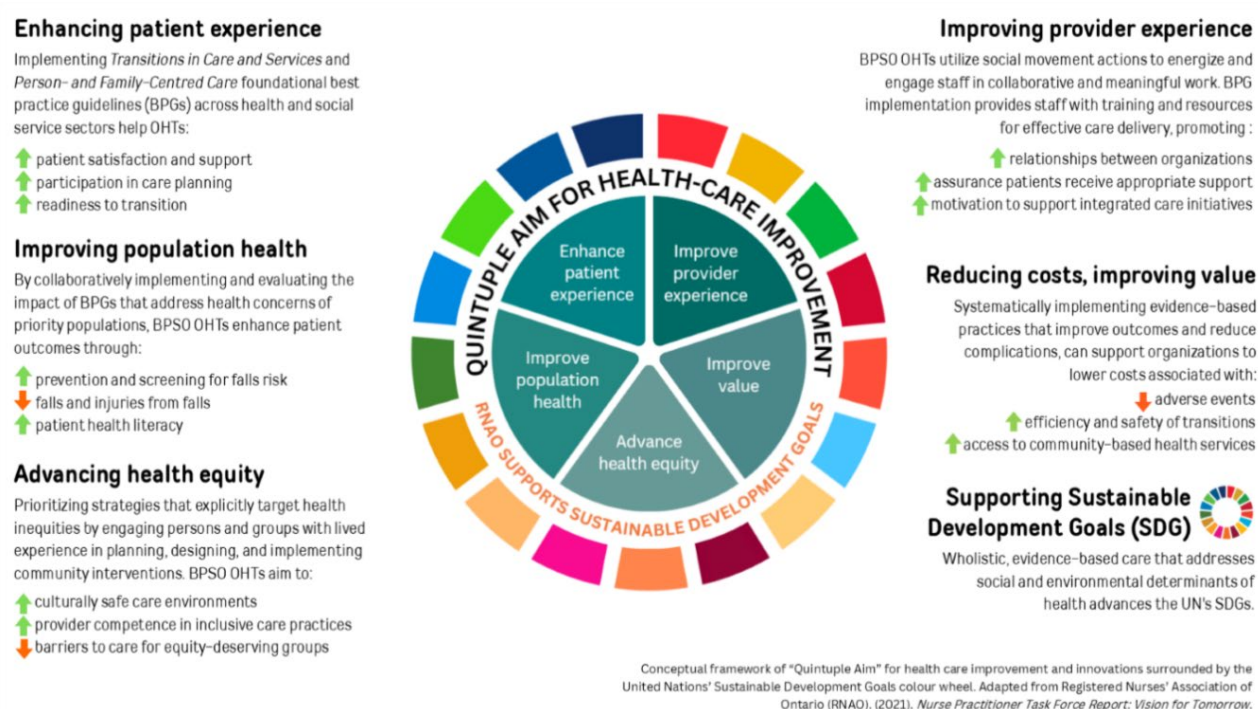 Enhancing patient experience
Implementing Transitions in Care and Services and
Person- and Family-Centred Care foundational best
practice guidelines (BPGs) across health and social
service sectors help OHTs:
patient satisfaction and support
participation in care planning
readiness to transition
Improving population health
By collaboratively implementing and evaluating the
impact of BPGs that address health concerns of
priority populations, BPSO OHTs enhance patient
outcomes through:
prevention and screening for falls risk
falls and injuries from falls
patient health literacy
Advancing health equity
Prioritizing strategies that explicitly target health
inequities by engaging persons and groups with lived
experience in planning, designing, and implementing
community interventions. BPSO OHTs aim to:
culturally safe care environments
provider competence in inclusive care practices
barriers to care for equity-deserving groups
QUINTUPLE AIM FOR HEALTH-CARE IMPROVEMENT
Enhance
patient
experience
Improve
provider
experience
Improve
population
health
Improve
value
Advance
health equity
RNAO SUPPORTS SUSTAINABLE DEVELOPMENT GOALS
Improving provider experience
BPSO OHTs utilize social movement actions to energize and
engage staff in collaborative and meaningful work. BPG
implementation provides staff with training and resources
for effective care delivery, promoting :
relationships between organizations
assurance patients receive appropriate support
motivation to support integrated care initiatives
Reducing costs, improving value
Systematically implementing evidence-based
practices that improve outcomes and reduce
complications, can support organizations to
lower costs associated with:
adverse events
efficiency and safety of transitions
access to community-based health services
Supporting Sustainable
Development Goals (SDG)
Wholistic, evidence-based care that addresses
social and environmental determinants of
health advances the UN's SDGs.
Conceptual framework of "Quintuple Aim" for health care improvement and innovations surrounded by the
United Nations' Sustainable Development Goals colour wheel. Adapted from Registered Nurses' Association of
Ontario (RNAO). (2021). Nurse Practitioner Task Force Report: Vision for Tomorrow.